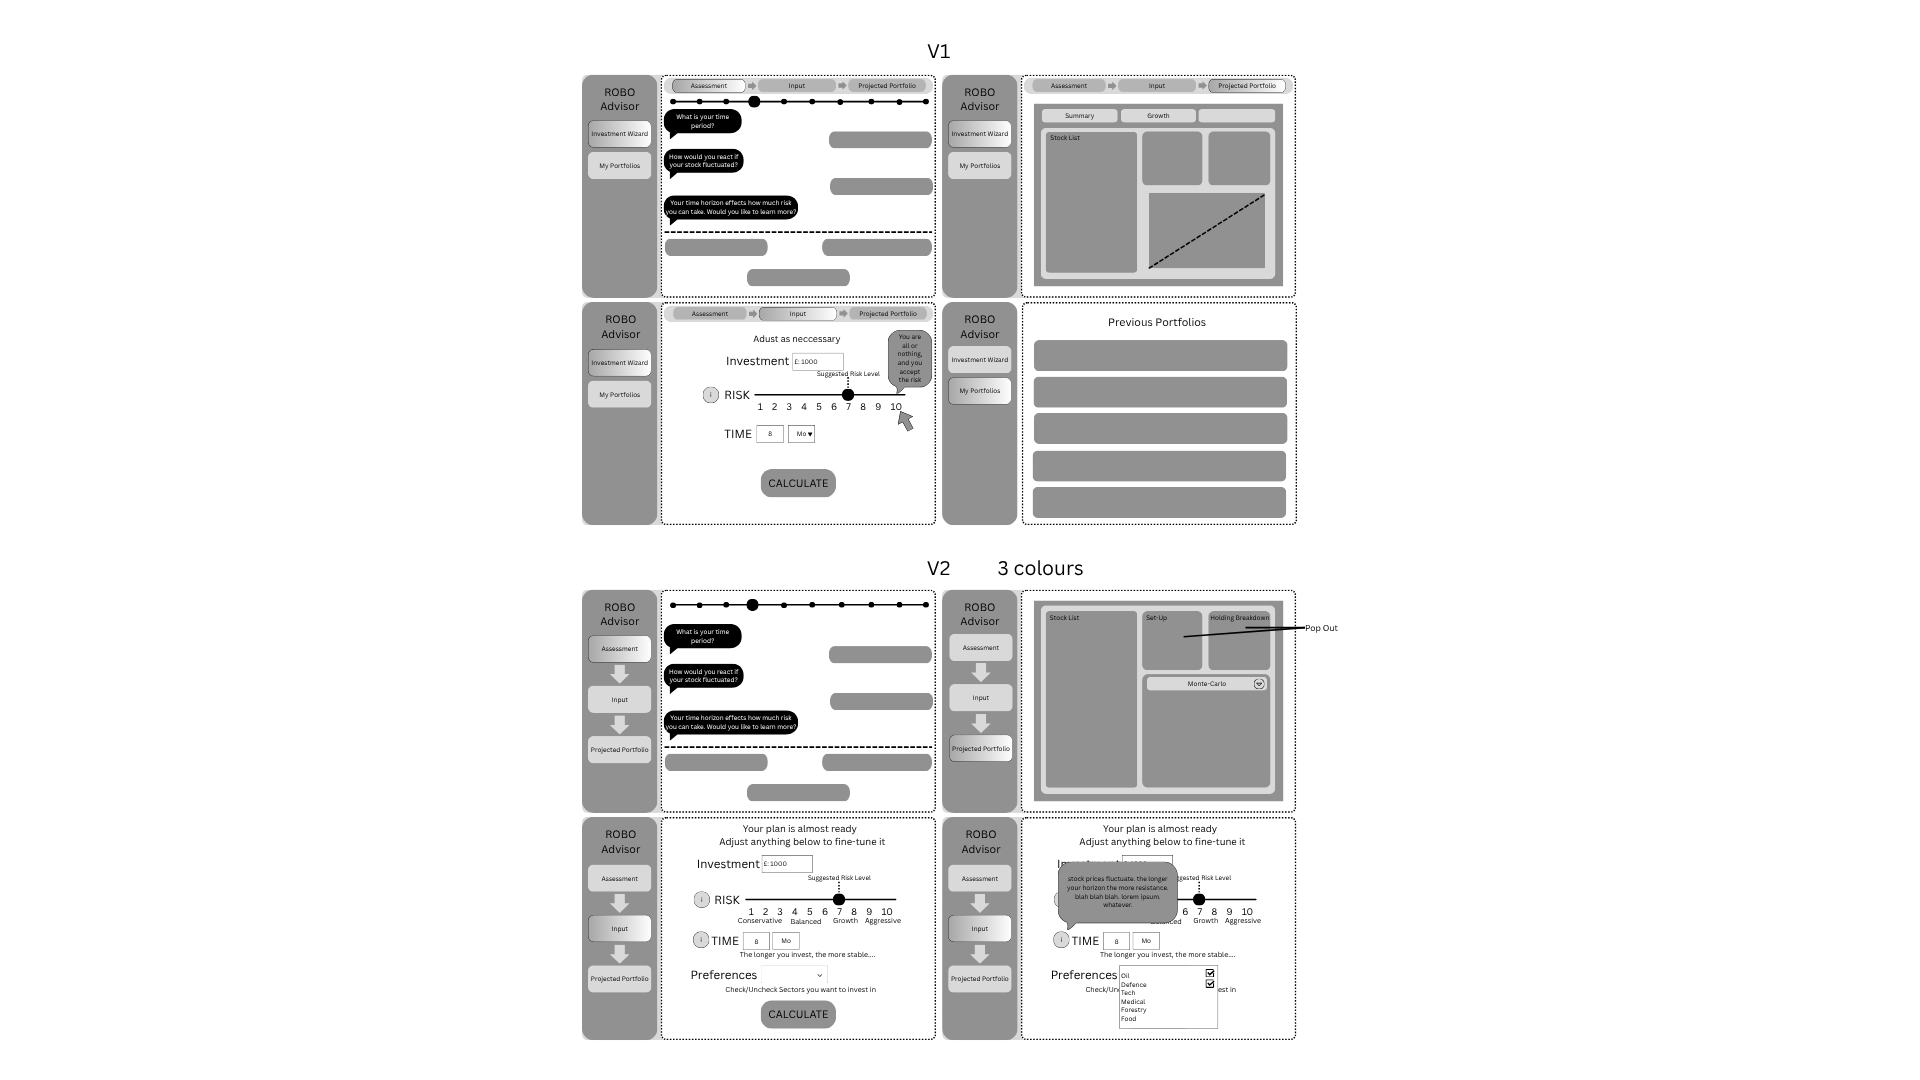 V1
ROBO
Advisor
Investment Wizard
My Portfolios
Assessment
Input
Projected Portfolio
What is your time
period?
How would you react if
your stock fluctuated?
Your time horizon effects how much risk
you can take. Would you like to learn more?
ROBO
Advisor
Investment Wizard
My Portfolios
Assessment
Input
Projected Portfolio
Summary
Growth
Stock List
ROBO
Advisor
Investment Wizard
My Portfolios
Assessment
Input
Projected Portfolio
Adust as neccessary
Investment £: 1000
Suggested Risk Level
You are
all or
nothing,
and you
accept
the risk
i RISK
1 2 3 4 5 6 7 8 9 10
TIME 8 Mo
CALCULATE
ROBO
Advisor
Investment Wizard
My Portfolios
Previous Portfolios
V2 3 colours
ROBO
Advisor
Assessment
Input
Projected Portfolio
What is your time
period?
How would you react if
your stock fluctuated?
Your time horizon effects how much risk
you can take. Would you like to learn more?
ROBO
Advisor
Assessment
Input
Projected Portfolio
Stock List
Set-Up
Holding Breakdown
Pop Out
Monte-Carlo
ROBO
Advisor
Assessment
Input
Projected Portfolio
Your plan is almost ready
Adjust anything below to fine-tune it
Investment £: 1000
Suggested Risk Level
i RISK
1 2 3 4 5 6 7 8 9 10
Conservative Balanced Growth Aggressive
i TIME 8 Mo
The longer you invest, the more stable....
Preferences
Check/Uncheck Sectors you want to invest in
CALCULATE
ROBO
Advisor
Assessment
Input
Projected Portfolio
Your plan is almost ready
Adjust anything below to fine-tune it
stock prices fluctuate. the longer
your horizon the more resistance.
blah blah blah. lorem ipsum.
whatever.
Risk Level
6 7 8 9 10
Growth Aggressive
i TIME 8 Mo
The longer you invest, the more stable....
Preferences
Oil
Defence
Tech
Medical
Forestry
Food